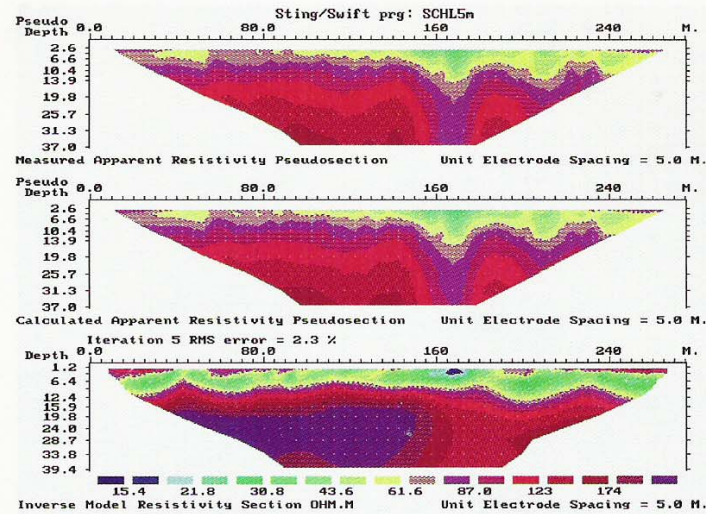 Sting/Swift prg: SCHL5m
Pseudo Depth 0.0 80.0 160 240 M.
2.6
6.6
10.4
13.9
19.8
25.7
31.3
37.0
Measured Apparent Resistivity Pseudosection Unit Electrode Spacing = 5.0 M.
Pseudo Depth 0.0 80.0 160 240 M.
2.6
6.6
10.4
13.9
19.8
25.7
31.3
37.0
Calculated Apparent Resistivity Pseudosection Unit Electrode Spacing = 5.0 M.
Iteration 5 RMS error = 2.3 %
Depth 0.0 80.0 160 240 M.
1.2
6.4
12.4
15.9
19.8
24.0
28.7
33.8
39.4
15.4 21.8 30.8 43.6 61.6 87.0 123 174
Inverse Model Resistivity Section OHM.M Unit Electrode Spacing = 5.0 M.